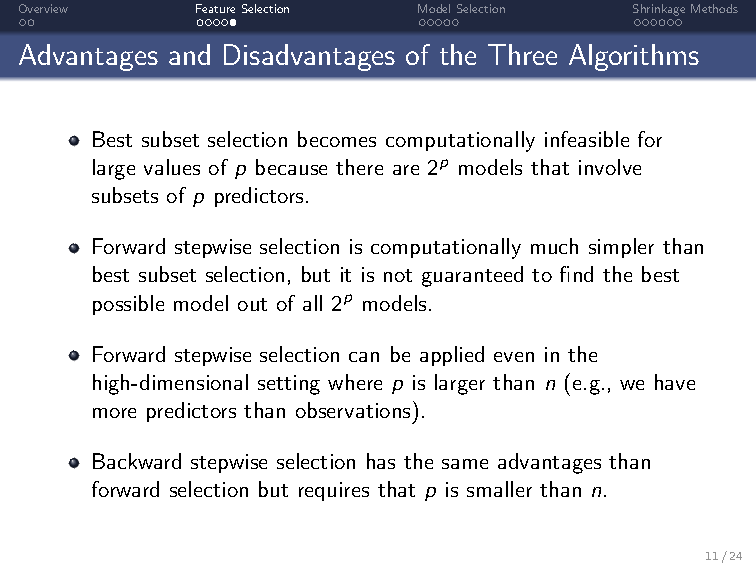 Overview
Feature Selection
Model Selection
Shrinkage Methods
Advantages and Disadvantages of the Three Algorithms
Best subset selection becomes computationally infeasible for
large values of p because there are 2^p models that involve
subsets of p predictors.
Forward stepwise selection is computationally much simpler than
best subset selection, but it is not guaranteed to find the best
possible model out of all 2^p models.
Forward stepwise selection can be applied even in the
high-dimensional setting where p is larger than n (e.g., we have
more predictors than observations).
Backward stepwise selection has the same advantages than
forward selection but requires that p is smaller than n.
11 / 24